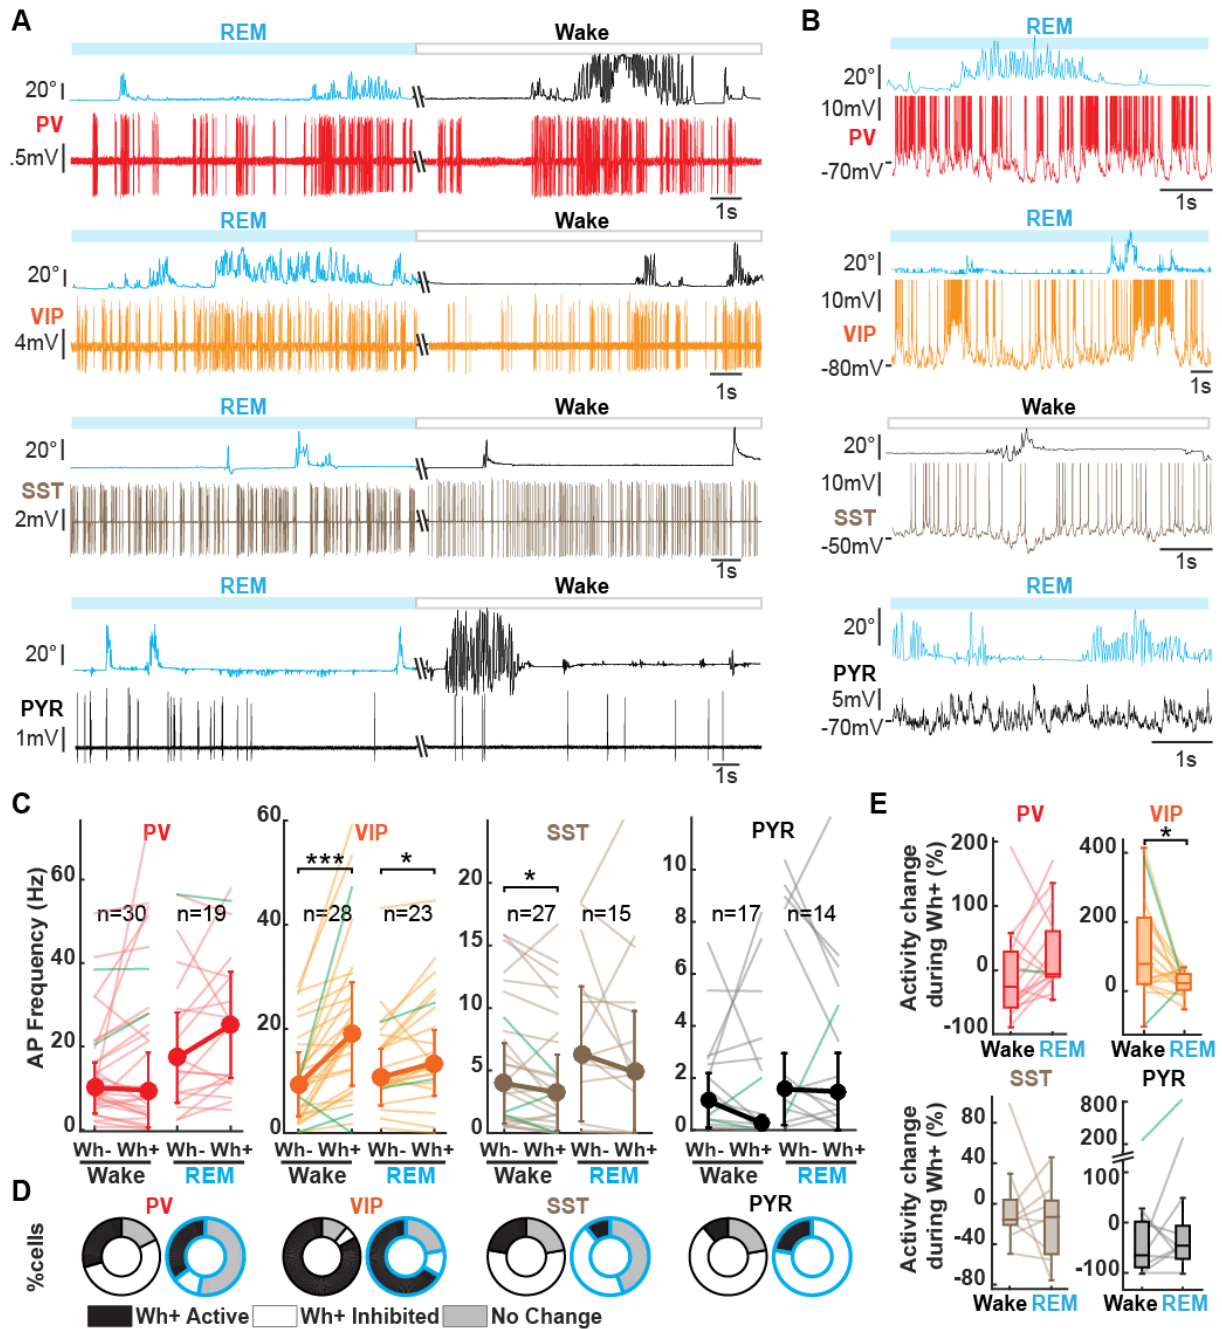 A
REM
Wake
20°
PV
.5mV
1s
REM
Wake
20°
VIP
4mV
1s
REM
Wake
20°
SST
2mV
1s
REM
Wake
20°
PYR
1mV
1s
B
REM
20°
10mV
PV
-70mV
1s
REM
20°
10mV
VIP
-80mV
1s
Wake
20°
10mV
SST
-50mV
1s
REM
20°
PYR
5mV
-70mV
1s
C
AP Frequency (Hz)
PV
60
40
20
0
n=30
n=19
Wh- Wh+ Wh- Wh+
Wake REM
VIP
60
40
20
0
***
*
n=28
n=23
Wh- Wh+ Wh- Wh+
Wake REM
SST
20
15
10
5
0
*
n=27
n=15
Wh- Wh+ Wh- Wh+
Wake REM
PYR
10
8
6
4
2
0
n=17
n=14
Wh- Wh+ Wh- Wh+
Wake REM
D
%cells
PV
VIP
SST
PYR
Wh+ Active
Wh+ Inhibited
No Change
E
Activity change
during Wh+ (%)
PV
200
100
0
-100
Wake REM
VIP
*
400
200
0
Wake REM
Activity change
during Wh+ (%)
SST
80
40
0
-40
-80
Wake REM
PYR
800
200
100
0
-100
Wake REM